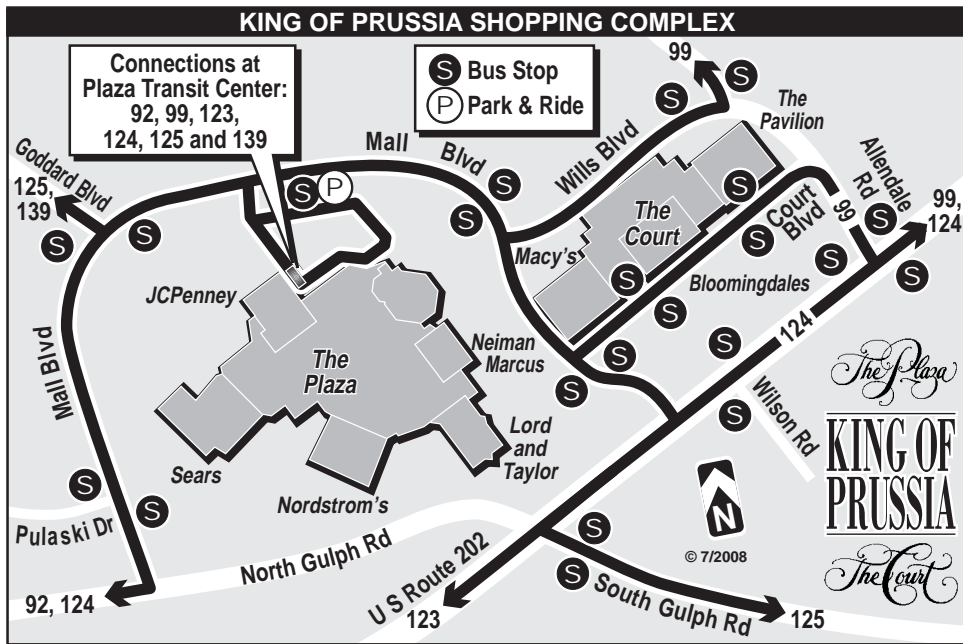 KING OF PRUSSIA SHOPPING COMPLEX
Connections at
Plaza Transit Center:
92, 99, 123,
124, 125 and 139
S Bus Stop
P Park & Ride
99
S
S
The
Pavilion
Goddard Blvd
125,
139
S
S
Mall Blvd
S
P
S
S
Wills Blvd
Allendale
Rd
99,
124
S
S
S
99
Court
Blvd
S
S
The
Court
Macy's
S
S
Bloomingdales
JCPenney
The
Plaza
Neiman
Marcus
S
S
S
124
Mall Blvd
Wilson Rd
S
Sears
Nordstrom's
Lord
and
Taylor
S
S
Pulaski Dr
North Gulph Rd
92, 124
U S Route 202
123
S
S
South Gulph Rd
125
N
© 7/2008
The Plaza
KING OF
PRUSSIA
The Court